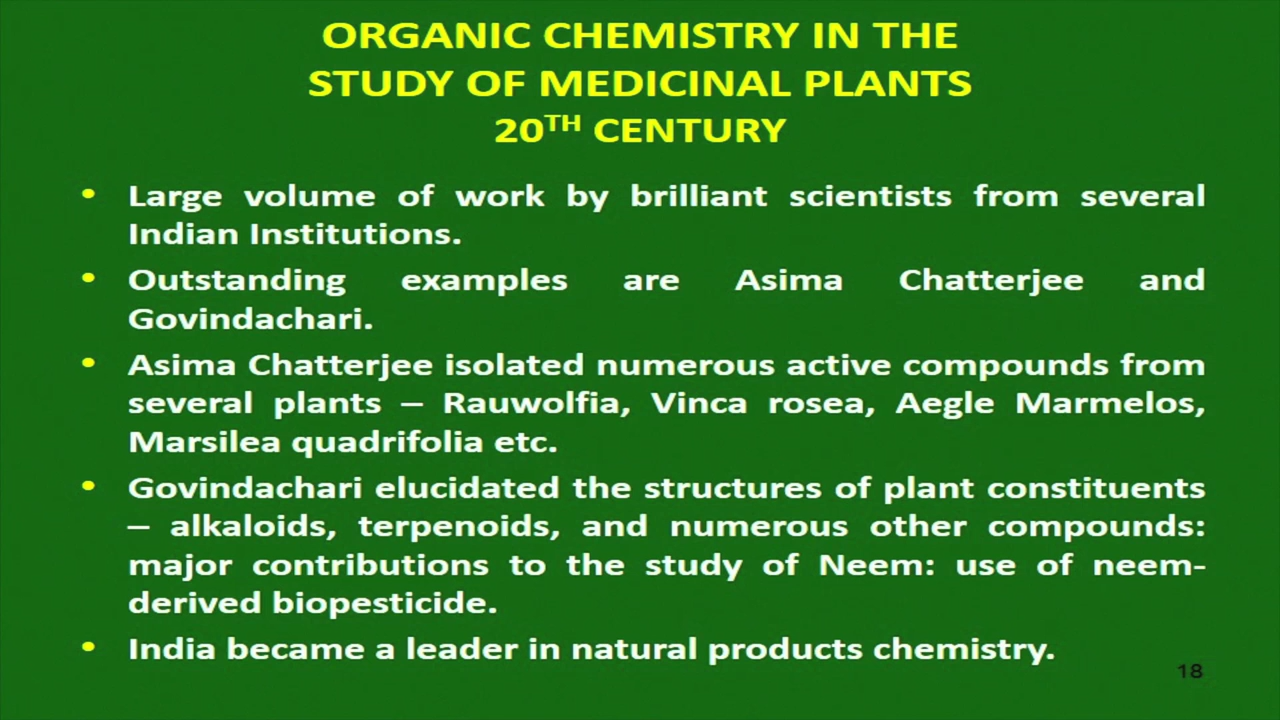 ORGANIC CHEMISTRY IN THE
STUDY OF MEDICINAL PLANTS
20TH CENTURY
• Large volume of work by brilliant scientists from several
Indian Institutions.
• Outstanding examples are Asima Chatterjee and
Govindachari.
• Asima Chatterjee isolated numerous active compounds from
several plants – Rauwolfia, Vinca rosea, Aegle Marmelos,
Marsilea quadrifolia etc.
• Govindachari elucidated the structures of plant constituents
– alkaloids, terpenoids, and numerous other compounds:
major contributions to the study of Neem: use of neem-
derived biopesticide.
• India became a leader in natural products chemistry.
18